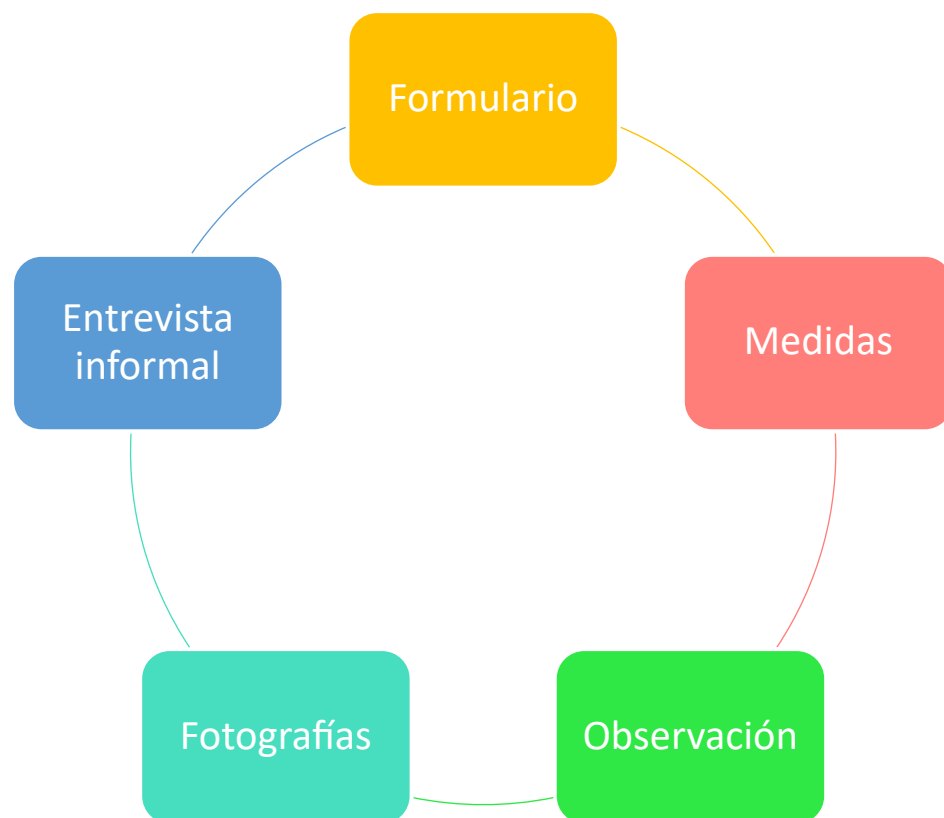 Formulario
Medidas
Observación
Fotografías
Entrevista
informal